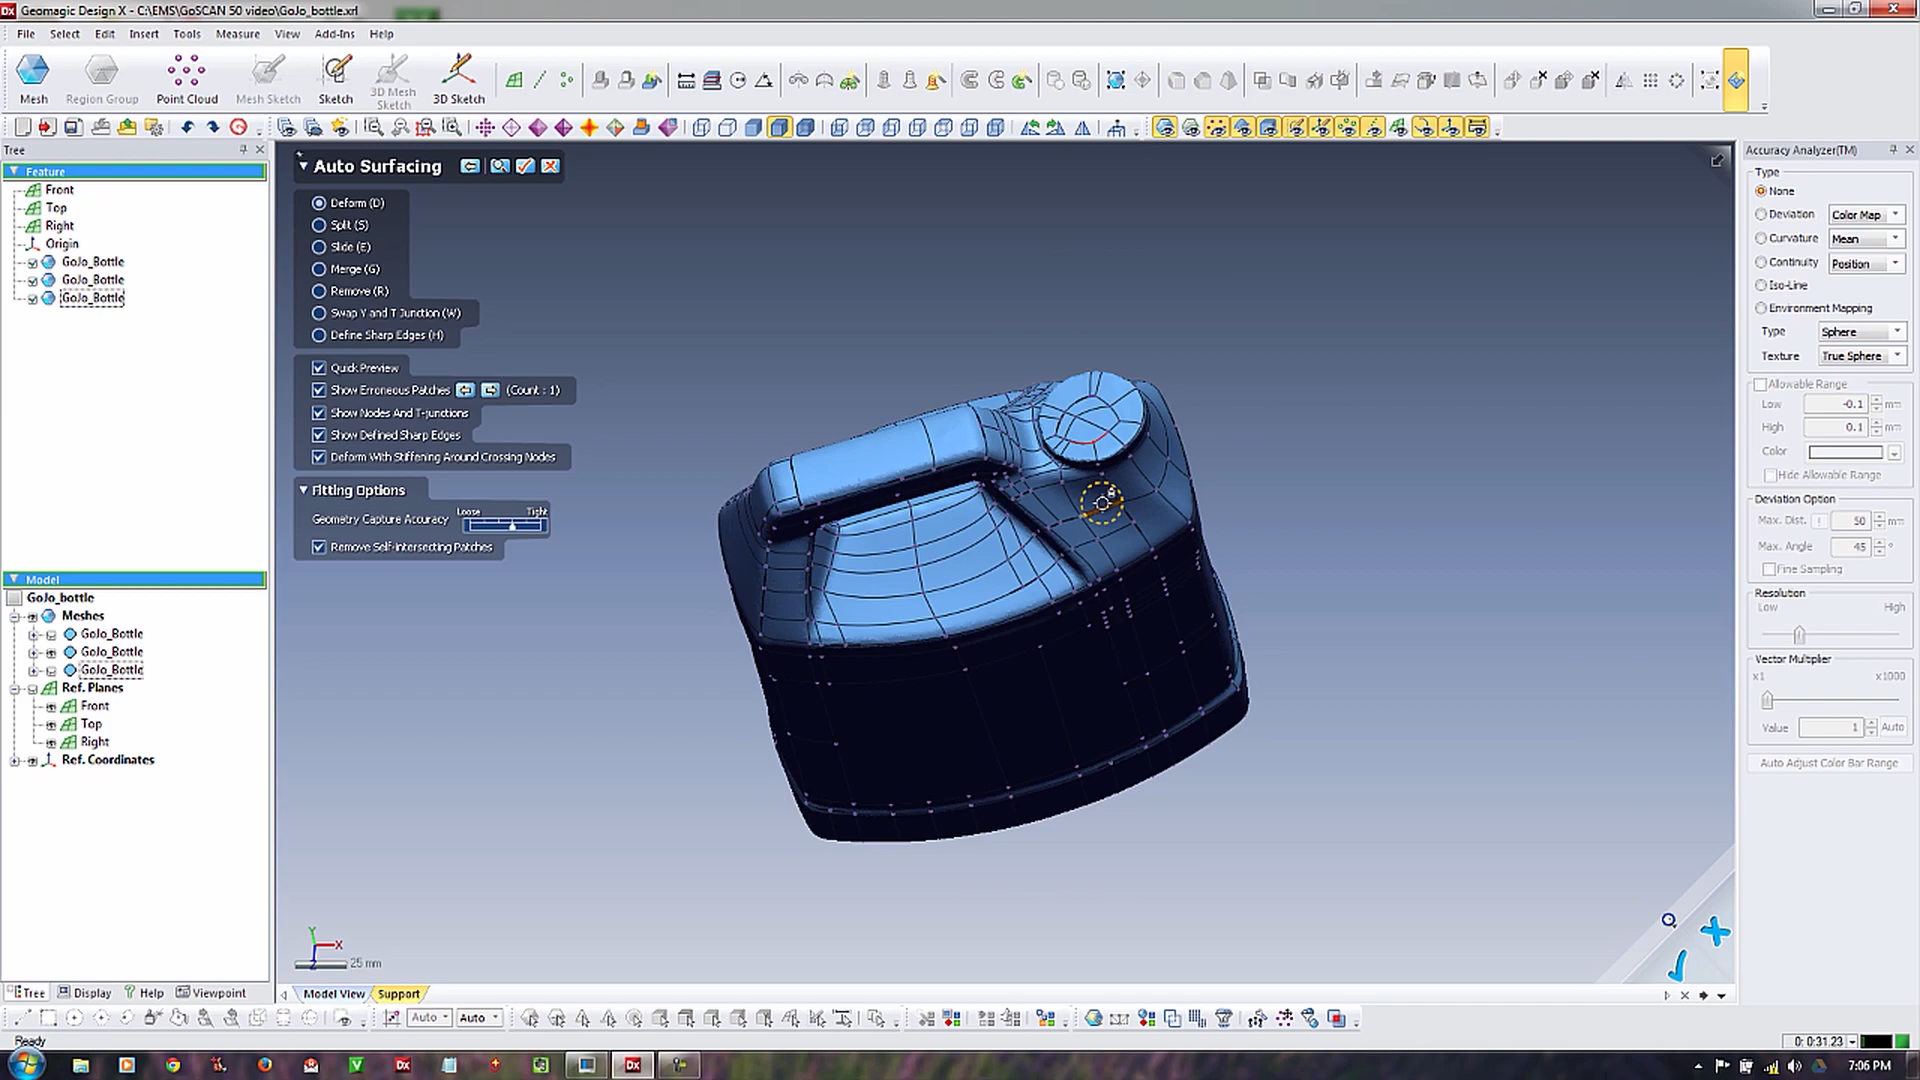 Geomagic Design X - C:\EMS\GoSCAN 50 video\GoJo_bottle.xrl
File Select Edit Insert Tools Measure View Add-Ins Help
Mesh Region Group Point Cloud Mesh Sketch Sketch 3D Mesh Sketch 3D Sketch
Tree
Feature
Front
Top
Right
Origin
GoJo_Bottle
GoJo_Bottle
GoJo_Bottle
Model
GoJo_bottle
Meshes
GoJo_Bottle
GoJo_Bottle
GoJo_Bottle
Ref. Planes
Front
Top
Right
Ref. Coordinates
Tree Display Help Viewpoint
Auto Surfacing
Deform (D)
Split (S)
Slide (E)
Merge (G)
Remove (R)
Swap Y and T Junction (W)
Define Sharp Edges (H)
Quick Preview
Show Erroneous Patches (Count : 1)
Show Nodes And T-junctions
Show Defined Sharp Edges
Deform With Stiffening Around Crossing Nodes
Fitting Options
Geometry Capture Accuracy Loose Tight
Remove Self-Intersecting Patches
Y
X
Z
25 mm
Model View Support
Accuracy Analyzer(TM)
Type
None
Deviation Color Map
Curvature Mean
Continuity Position
Iso-Line
Environment Mapping
Type Sphere
Texture True Sphere
Allowable Range
Low -0.1 mm
High 0.1 mm
Color
Hide Allowable Range
Deviation Option
Max. Dist. ! 50 mm
Max. Angle 45 °
Fine Sampling
Resolution
Low High
Vector Multiplier
x1 x1000
Value 1 Auto
Auto Adjust Color Bar Range
Auto Auto
Ready
0: 0:31.23
7:06 PM